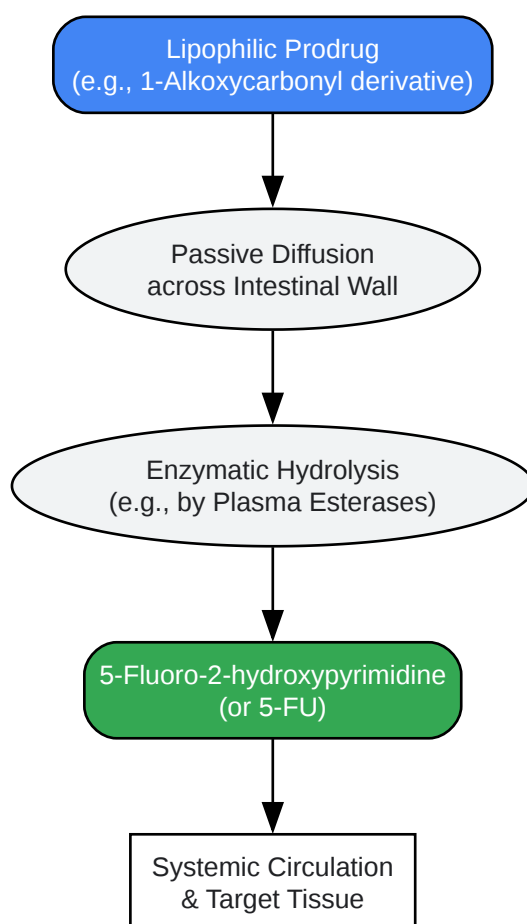 Lipophilic Prodrug
(e.g., 1-Alkoxycarbonyl derivative)
Passive Diffusion
across Intestinal Wall
Enzymatic Hydrolysis
(e.g., by Plasma Esterases)
5-Fluoro-2-hydroxypyrimidine
(or 5-FU)
Systemic Circulation
& Target Tissue